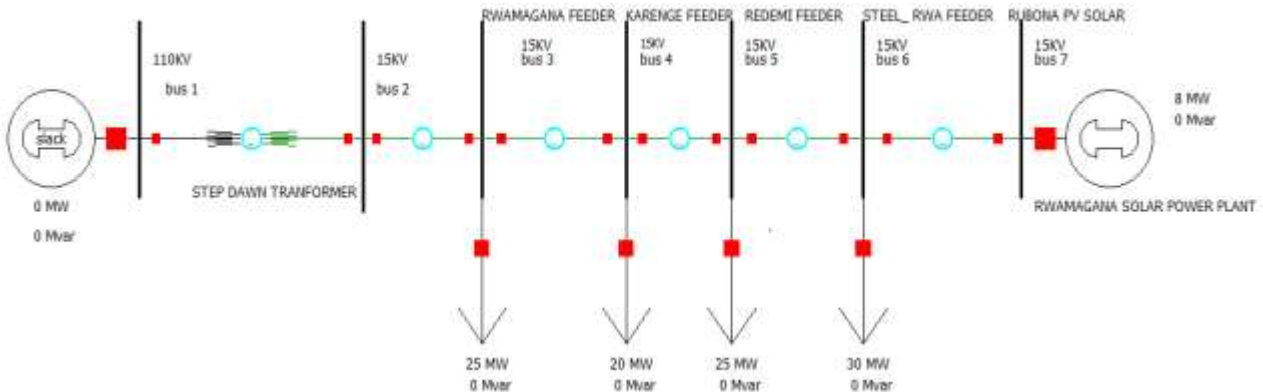 RWAMAGANA FEEDER KARENGE FEEDER REDEMI FEEDER STEEL_ RWA FEEDER RUBONA PV SOLAR
110KV
bus 1
15KV
bus 2
15KV
bus 3
15KV
bus 4
15KV
bus 5
15KV
bus 6
15KV
bus 7
8 MW
0 Mvar
slack
STEP DAWN TRANFORMER
0 MW
0 Mvar
RWAMAGANA SOLAR POWER PLANT
25 MW
0 Mvar
20 MW
0 Mvar
25 MW
0 Mvar
30 MW
0 Mvar